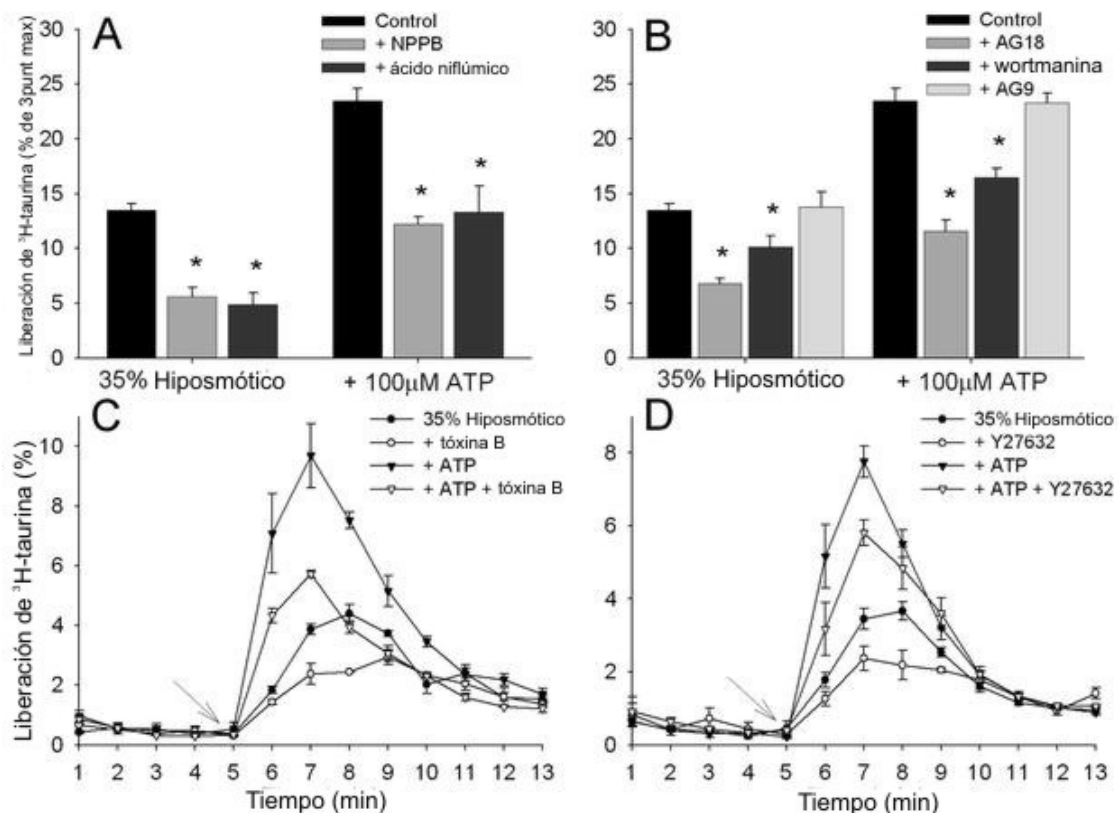 A
Control
+ NPPB
+ ácido niflúmico
Liberación de ³H-taurina (% de 3punt max)
30
25
20
15
10
5
0
35% Hiposmótico
+ 100µM ATP
B
Control
+ AG18
+ wortmanina
+ AG9
30
25
20
15
10
5
0
35% Hiposmótico
+ 100µM ATP
C
35% Hiposmótico
+ tóxina B
+ ATP
+ ATP + tóxina B
Liberación de ³H-taurina (%)
10
8
6
4
2
0
1 2 3 4 5 6 7 8 9 10 11 12 13
Tiempo (min)
D
35% Hiposmótico
+ Y27632
+ ATP
+ ATP + Y27632
8
6
4
2
0
1 2 3 4 5 6 7 8 9 10 11 12 13
Tiempo (min)